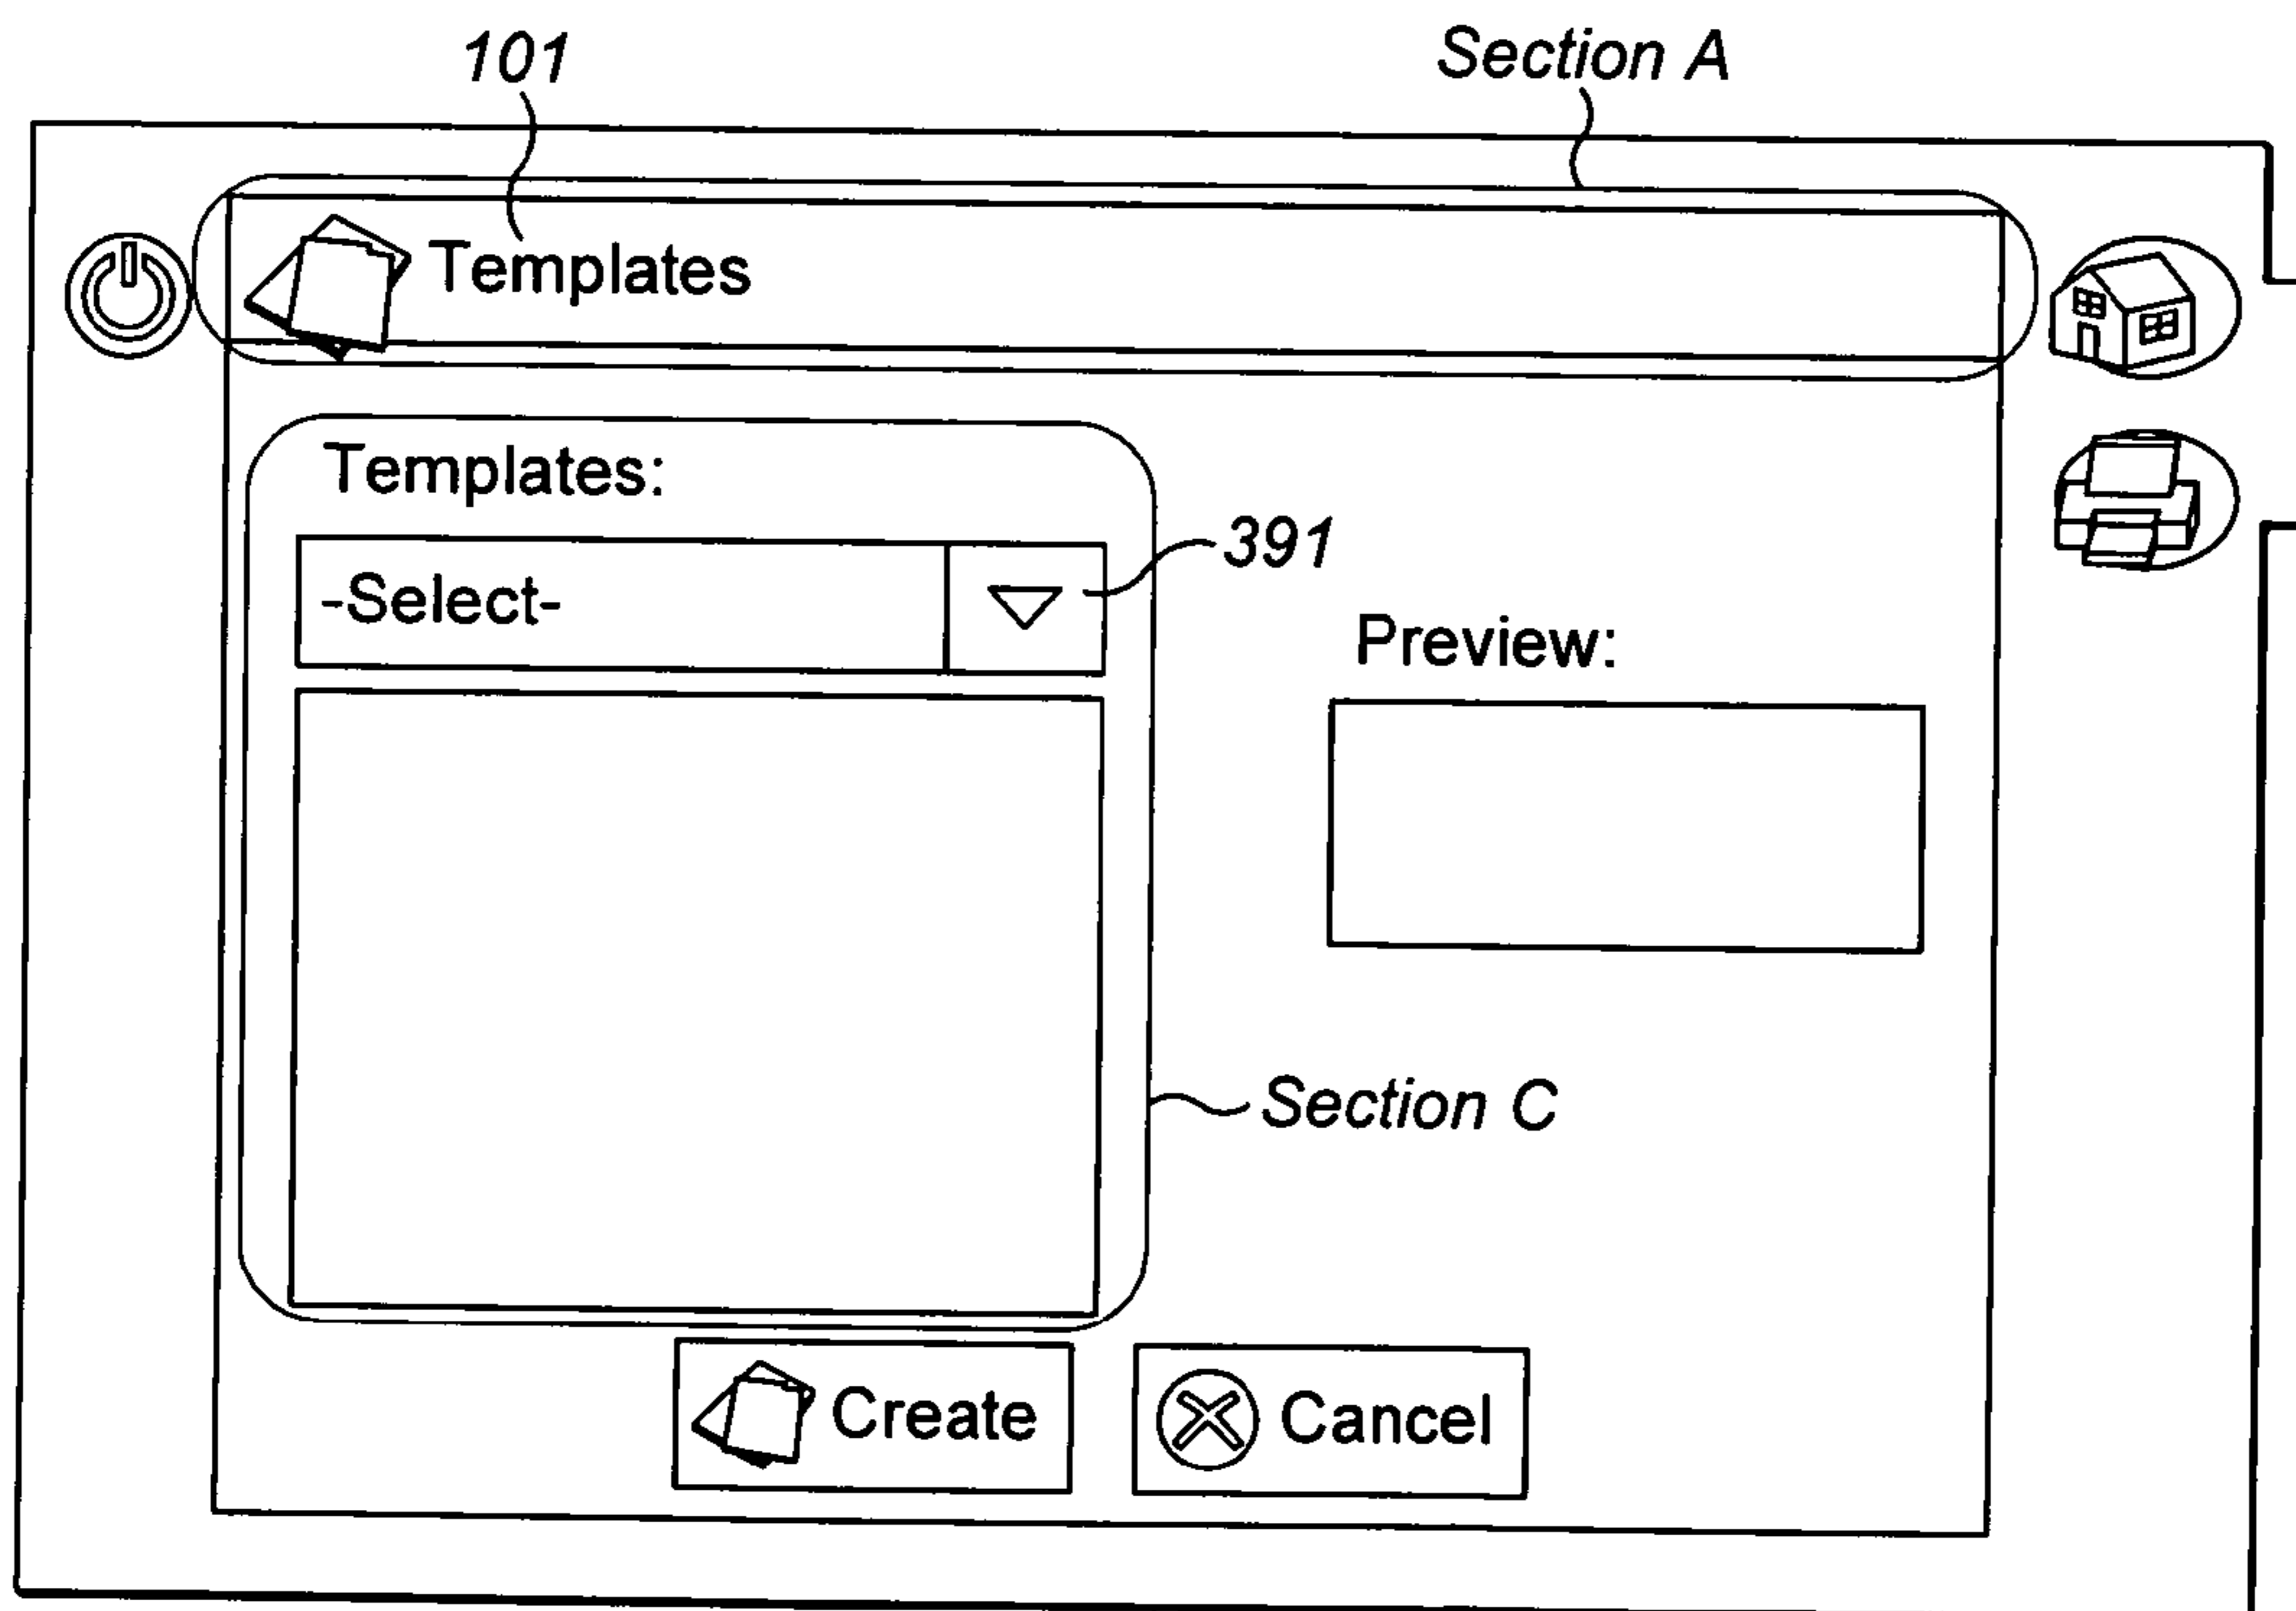 101
Section A
Templates
Templates:
-Select-
391
Preview:
Section C
Create
Cancel